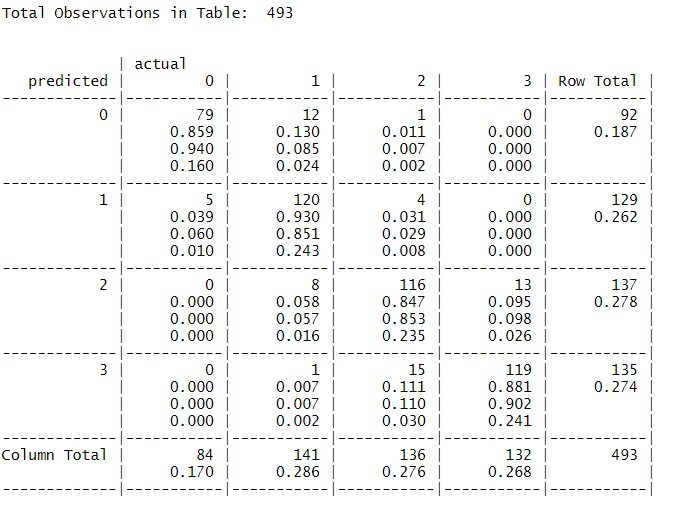 Total Observations in Table:  493
             | actual
   predicted |         0 |         1 |         2 |         3 | Row Total |
-------------|-----------|-----------|-----------|-----------|-----------|
           0 |        79 |        12 |         1 |         0 |        92 |
             |     0.859 |     0.130 |     0.011 |     0.000 |     0.187 |
             |     0.940 |     0.085 |     0.007 |     0.000 |           |
             |     0.160 |     0.024 |     0.002 |     0.000 |           |
-------------|-----------|-----------|-----------|-----------|-----------|
           1 |         5 |       120 |         4 |         0 |       129 |
             |     0.039 |     0.930 |     0.031 |     0.000 |     0.262 |
             |     0.060 |     0.851 |     0.029 |     0.000 |           |
             |     0.010 |     0.243 |     0.008 |     0.000 |           |
-------------|-----------|-----------|-----------|-----------|-----------|
           2 |         0 |         8 |       116 |        13 |       137 |
             |     0.000 |     0.058 |     0.847 |     0.095 |     0.278 |
             |     0.000 |     0.057 |     0.853 |     0.098 |           |
             |     0.000 |     0.016 |     0.235 |     0.026 |           |
-------------|-----------|-----------|-----------|-----------|-----------|
           3 |         0 |         1 |        15 |       119 |       135 |
             |     0.000 |     0.007 |     0.111 |     0.881 |     0.274 |
             |     0.000 |     0.007 |     0.110 |     0.902 |           |
             |     0.000 |     0.002 |     0.030 |     0.241 |           |
-------------|-----------|-----------|-----------|-----------|-----------|
Column Total |        84 |       141 |       136 |       132 |       493 |
             |     0.170 |     0.286 |     0.276 |     0.268 |           |
-------------|-----------|-----------|-----------|-----------|-----------|